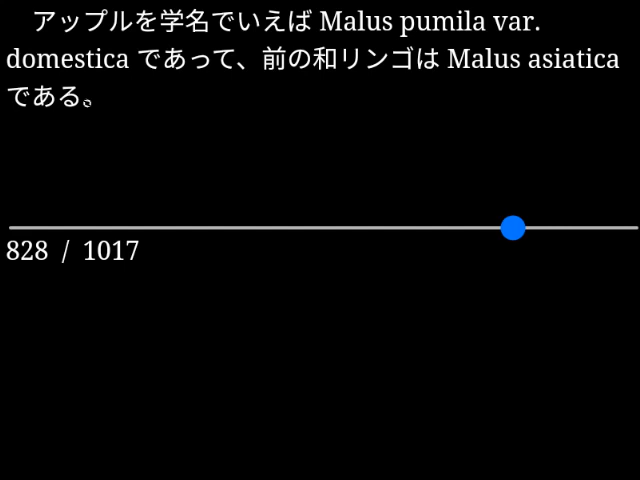 アップルを学名でいえば Malus pumila var.
domestica であって、前の和リンゴは Malus asiatica
である。
828 / 1017